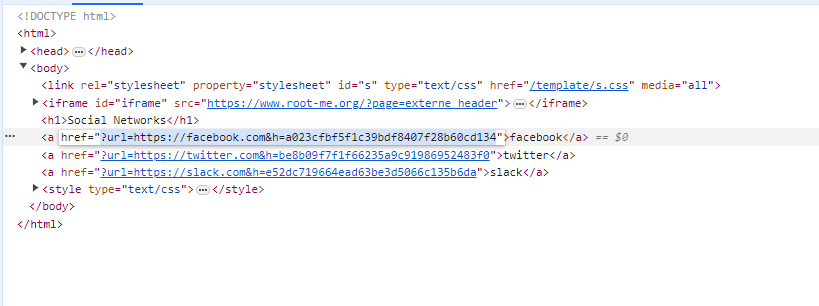 <!DOCTYPE html>
<html>
<head> … </head>
<body>
<link rel="stylesheet" property="stylesheet" id="s" type="text/css" href="/template/s.css" media="all">
<iframe id="iframe" src="https://www.root-me.org/?page=externe_header"> … </iframe>
<h1>Social Networks</h1>
… <a href="?url=https://facebook.com&h=a023cfbf5f1c39bdf8407f28b60cd134">facebook</a> == $0
<a href="?url=https://twitter.com&h=be8b09f7f1f66235a9c91986952483f0">twitter</a>
<a href="?url=https://slack.com&h=e52dc719664ead63be3d5066c135b6da">slack</a>
<style type="text/css"> … </style>
</body>
</html>